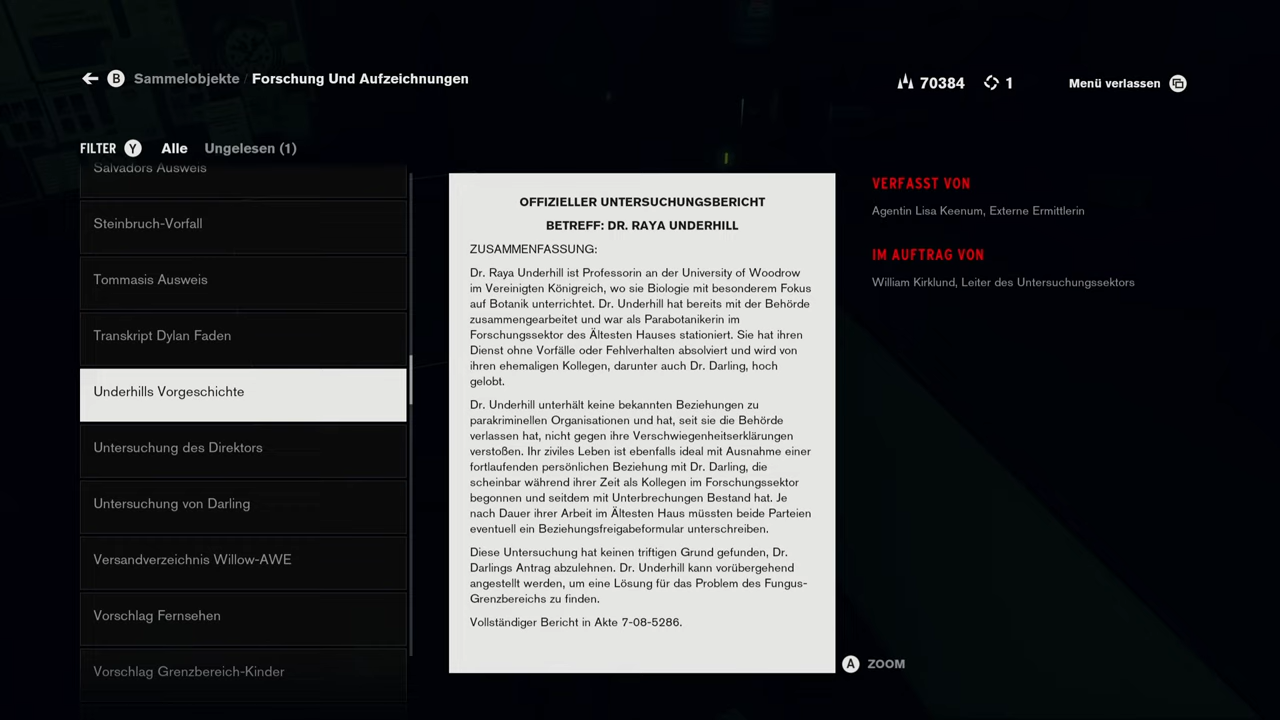 B Sammelobjekte / Forschung Und Aufzeichnungen
70384 1 Menü verlassen
FILTER Y Alle Ungelesen (1)
Salvadors Ausweis
Steinbruch-Vorfall
Tommasis Ausweis
Transkript Dylan Faden
Underhills Vorgeschichte
Untersuchung des Direktors
Untersuchung von Darling
Versandverzeichnis Willow-AWE
Vorschlag Fernsehen
Vorschlag Grenzbereich-Kinder
OFFIZIELLER UNTERSUCHUNGSBERICHT
BETREFF: DR. RAYA UNDERHILL
ZUSAMMENFASSUNG:
Dr. Raya Underhill ist Professorin an der University of Woodrow
im Vereinigten Königreich, wo sie Biologie mit besonderem Fokus
auf Botanik unterrichtet. Dr. Underhill hat bereits mit der Behörde
zusammengearbeitet und war als Parabotanikerin im
Forschungssektor des Ältesten Hauses stationiert. Sie hat ihren
Dienst ohne Vorfälle oder Fehlverhalten absolviert und wird von
ihren ehemaligen Kollegen, darunter auch Dr. Darling, hoch
gelobt.
Dr. Underhill unterhält keine bekannten Beziehungen zu
parakriminellen Organisationen und hat, seit sie die Behörde
verlassen hat, nicht gegen ihre Verschwiegenheitserklärungen
verstoßen. Ihr ziviles Leben ist ebenfalls ideal mit Ausnahme einer
fortlaufenden persönlichen Beziehung mit Dr. Darling, die
scheinbar während ihrer Zeit als Kollegen im Forschungssektor
begonnen und seitdem mit Unterbrechungen Bestand hat. Je
nach Dauer ihrer Arbeit im Ältesten Haus müssten beide Parteien
eventuell ein Beziehungsfreigabeformular unterschreiben.
Diese Untersuchung hat keinen triftigen Grund gefunden, Dr.
Darlings Antrag abzulehnen. Dr. Underhill kann vorübergehend
angestellt werden, um eine Lösung für das Problem des Fungus-
Grenzbereichs zu finden.
Vollständiger Bericht in Akte 7-08-5286.
VERFASST VON
Agentin Lisa Keenum, Externe Ermittlerin
IM AUFTRAG VON
William Kirklund, Leiter des Untersuchungssektors
A ZOOM